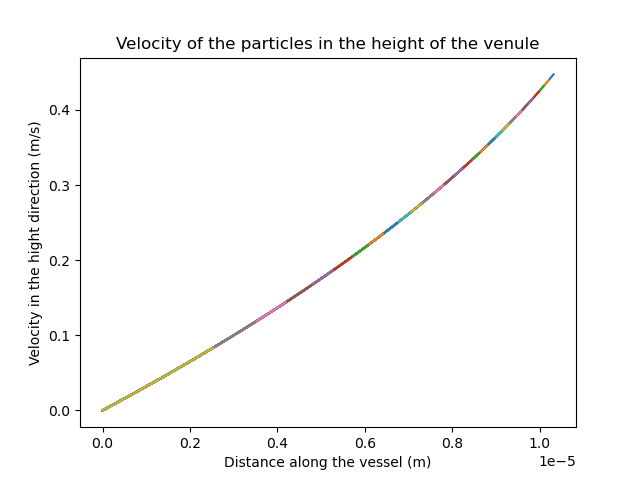 Velocity of the particles in the height of the venule
Velocity in the hight direction (m/s)
0.4
0.3
0.2
0.1
0.0
0.0 0.2 0.4 0.6 0.8 1.0
1e−5
Distance along the vessel (m)